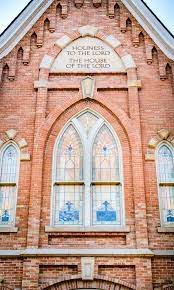 HOLINESS
TO THE LORD
THE HOUSE
OF THE LORD